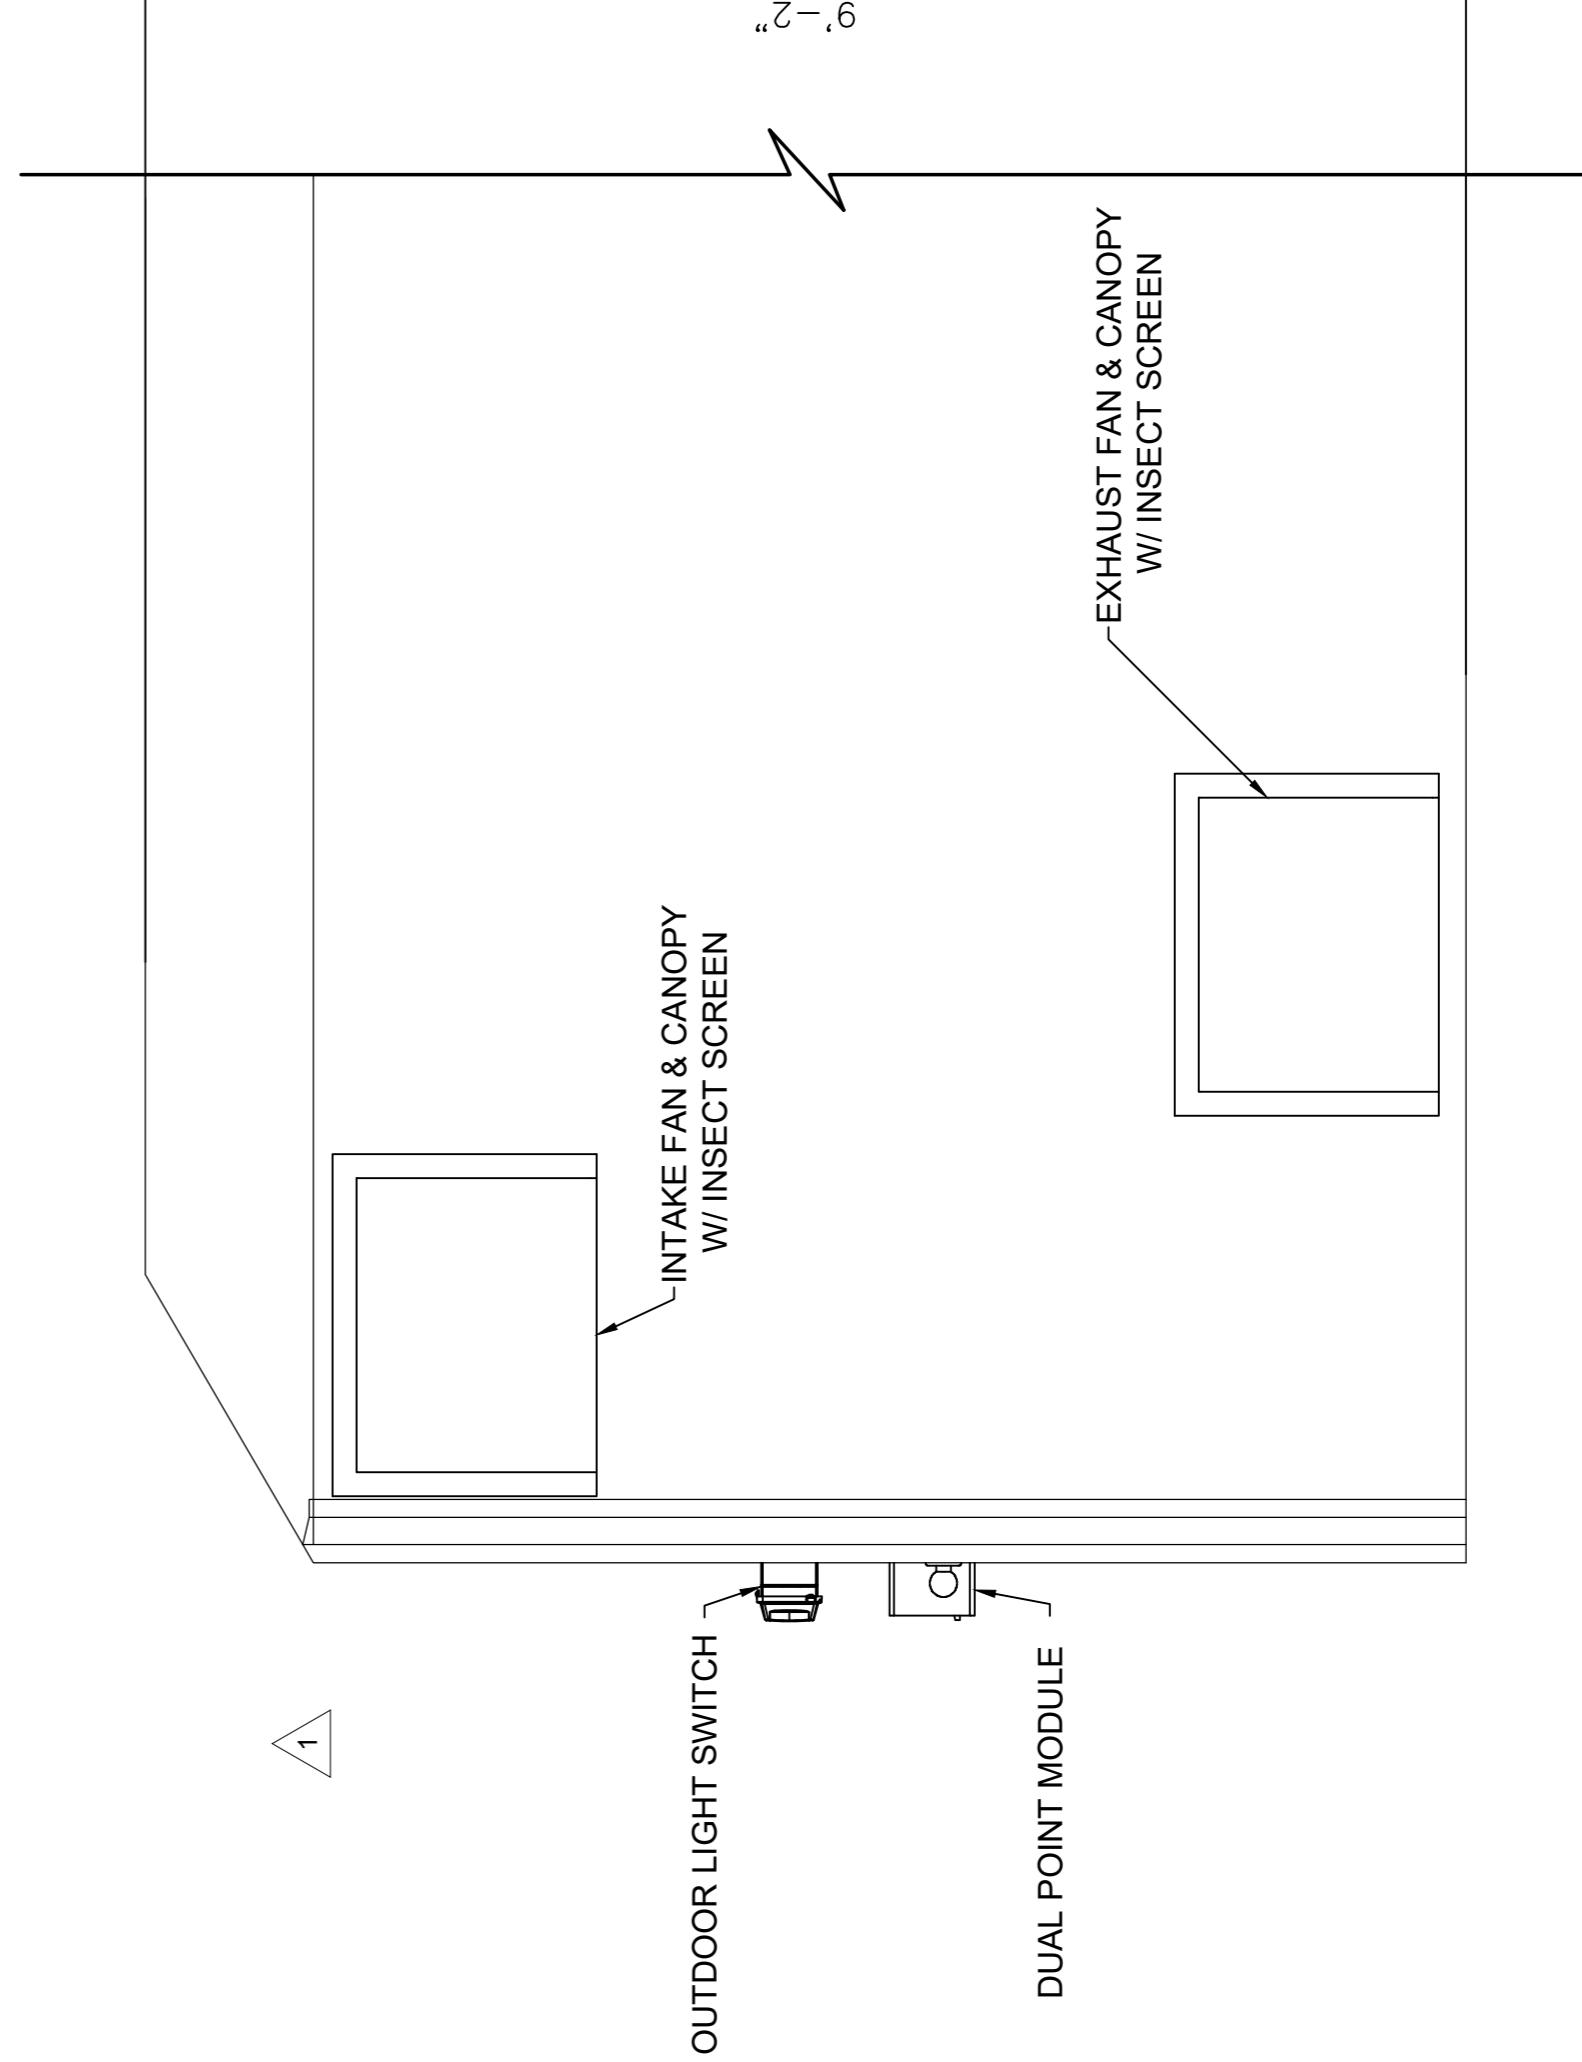 9'-2"
EXHAUST FAN & CANOPY
W/ INSECT SCREEN
INTAKE FAN & CANOPY
W/ INSECT SCREEN
1
OUTDOOR LIGHT SWITCH
DUAL POINT MODULE